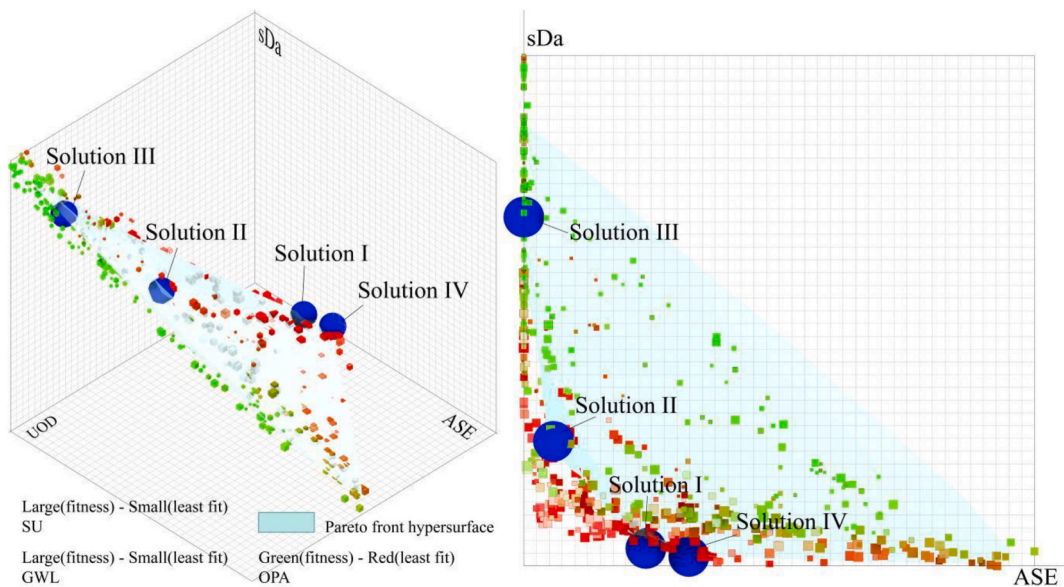 sDa
Solution III
Solution II
Solution I
Solution IV
UOD
ASE
Large(fitness) - Small(least fit)
SU
Pareto front hypersurface
Large(fitness) - Small(least fit)
GWL
Green(fitness) - Red(least fit)
OPA
sDa
Solution III
Solution II
Solution I
Solution IV
ASE